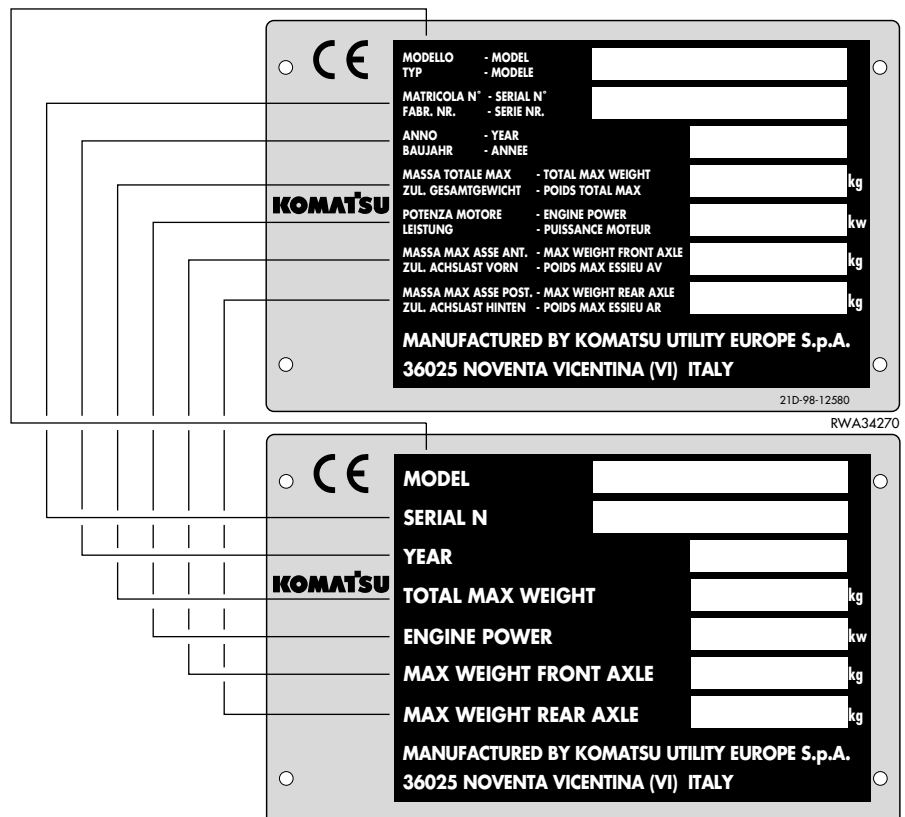 CE
MODELLO - MODEL
TYP - MODELE
MATRICOLA N° - SERIAL N°
FABR. NR. - SERIE NR.
ANNO - YEAR
BAUJAHR - ANNEE
MASSA TOTALE MAX - TOTAL MAX WEIGHT
ZUL. GESAMTGEWICHT - POIDS TOTAL MAX
kg
KOMATSU
POTENZA MOTORE - ENGINE POWER
LEISTUNG - PUISSANCE MOTEUR
kw
MASSA MAX ASSE ANT. - MAX WEIGHT FRONT AXLE
ZUL. ACHSLAST VORN - POIDS MAX ESSIEU AV
kg
MASSA MAX ASSE POST. - MAX WEIGHT REAR AXLE
ZUL. ACHSLAST HINTEN - POIDS MAX ESSIEU AR
kg
MANUFACTURED BY KOMATSU UTILITY EUROPE S.p.A.
36025 NOVENTA VICENTINA (VI) ITALY
21D-98-12580
RWA34270
CE
MODEL
SERIAL N
YEAR
KOMATSU
TOTAL MAX WEIGHT kg
ENGINE POWER kw
MAX WEIGHT FRONT AXLE kg
MAX WEIGHT REAR AXLE kg
MANUFACTURED BY KOMATSU UTILITY EUROPE S.p.A.
36025 NOVENTA VICENTINA (VI) ITALY